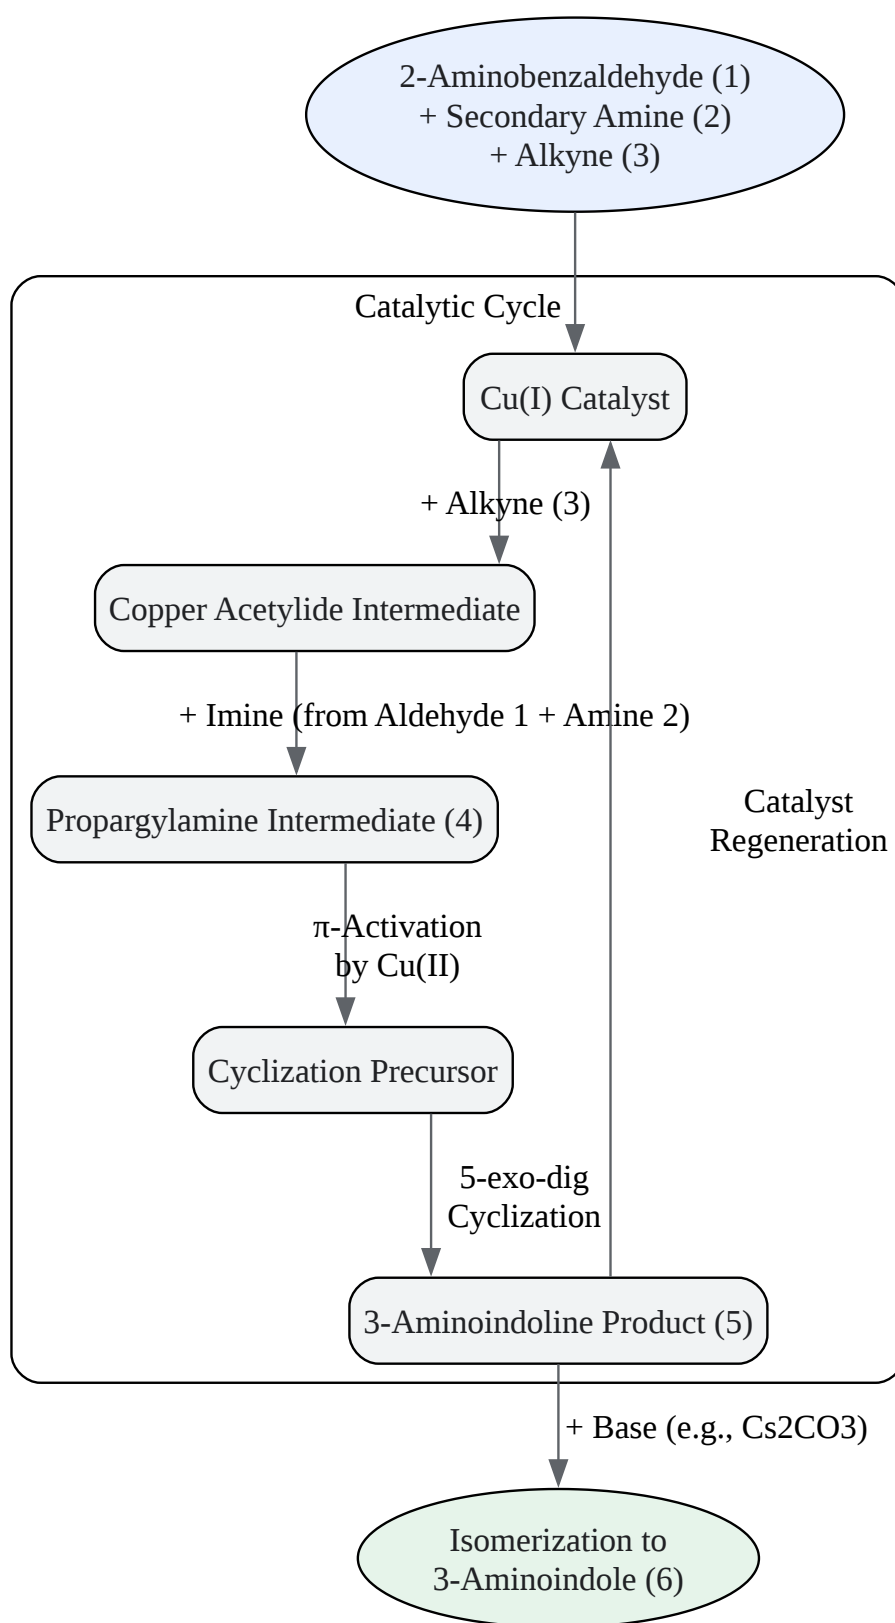 2-Aminobenzaldehyde (1)
+ Secondary Amine (2)
+ Alkyne (3)
Catalytic Cycle
Cu(I) Catalyst
+ Alkyne (3)
Copper Acetylide Intermediate
+ Imine (from Aldehyde 1 + Amine 2)
Propargylamine Intermediate (4)
Catalyst
Regeneration
π-Activation
by Cu(II)
Cyclization Precursor
5-exo-dig
Cyclization
3-Aminoindoline Product (5)
+ Base (e.g., Cs2CO3)
Isomerization to
3-Aminoindole (6)